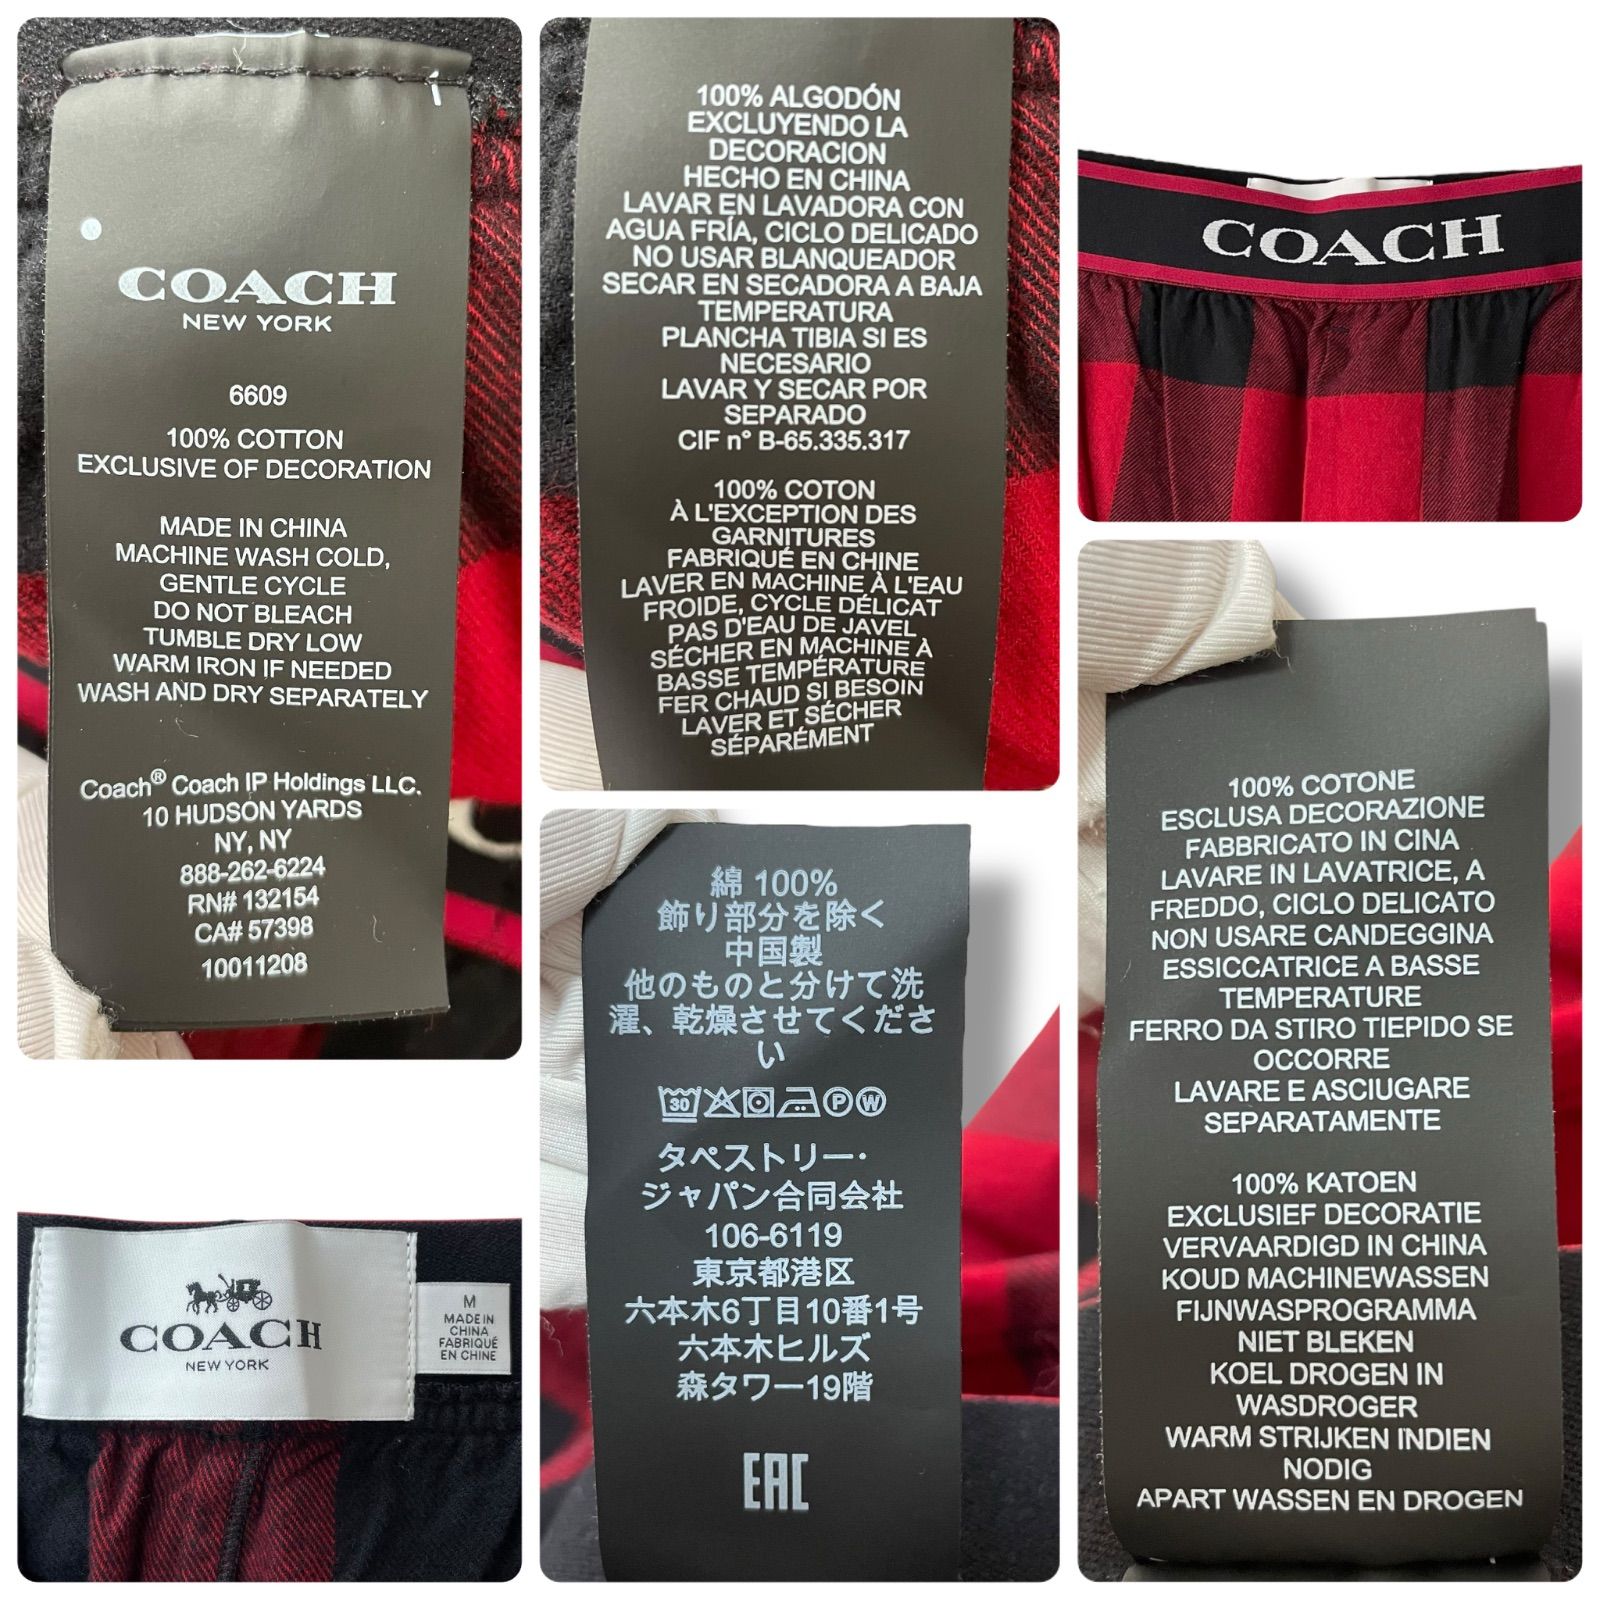 COACH
NEW YORK
6609
100% COTTON
EXCLUSIVE OF DECORATION
MADE IN CHINA
MACHINE WASH COLD,
GENTLE CYCLE
DO NOT BLEACH
TUMBLE DRY LOW
WARM IRON IF NEEDED
WASH AND DRY SEPARATELY
Coach® Coach IP Holdings LLC.
10 HUDSON YARDS
NY, NY
888-262-6224
RN# 132154
CA# 57398
10011208
100% ALGODÓN
EXCLUYENDO LA
DECORACION
HECHO EN CHINA
LAVAR EN LAVADORA CON
AGUA FRÍA, CICLO DELICADO
NO USAR BLANQUEADOR
SECAR EN SECADORA A BAJA
TEMPERATURA
PLANCHA TIBIA SI ES
NECESARIO
LAVAR Y SECAR POR
SEPARADO
CIF n° B-65.335.317
100% COTON
À L'EXCEPTION DES
GARNITURES
FABRIQUÉ EN CHINE
LAVER EN MACHINE À L'EAU
FROIDE, CYCLE DÉLICAT
PAS D'EAU DE JAVEL
SÉCHER EN MACHINE À
BASSE TEMPÉRATURE
FER CHAUD SI BESOIN
LAVER ET SÉCHER
SÉPARÉMENT
COACH
100% COTONE
ESCLUSA DECORAZIONE
FABBRICATO IN CINA
LAVARE IN LAVATRICE, A
FREDDO, CICLO DELICATO
NON USARE CANDEGGINA
ESSICCATRICE A BASSE
TEMPERATURE
FERRO DA STIRO TIEPIDO SE
OCCORRE
LAVARE E ASCIUGARE
SEPARATAMENTE
100% KATOEN
EXCLUSIEF DECORATIE
VERVAARDIGD IN CHINA
KOUD MACHINEWASSEN
FIJNWASPROGRAMMA
NIET BLEKEN
KOEL DROGEN IN
WASDROGER
WARM STRIJKEN INDIEN
NODIG
APART WASSEN EN DROGEN
綿 100%
飾り部分を除く
中国製
他のものと分けて洗
濯、乾燥させてくださ
い
30 P W
タペストリー・
ジャパン合同会社
106-6119
東京都港区
六本木6丁目10番1号
六本木ヒルズ
森タワー19階
EAC
COACH
NEW YORK
M
MADE IN
CHINA
FABRIQUÉ
EN CHINE